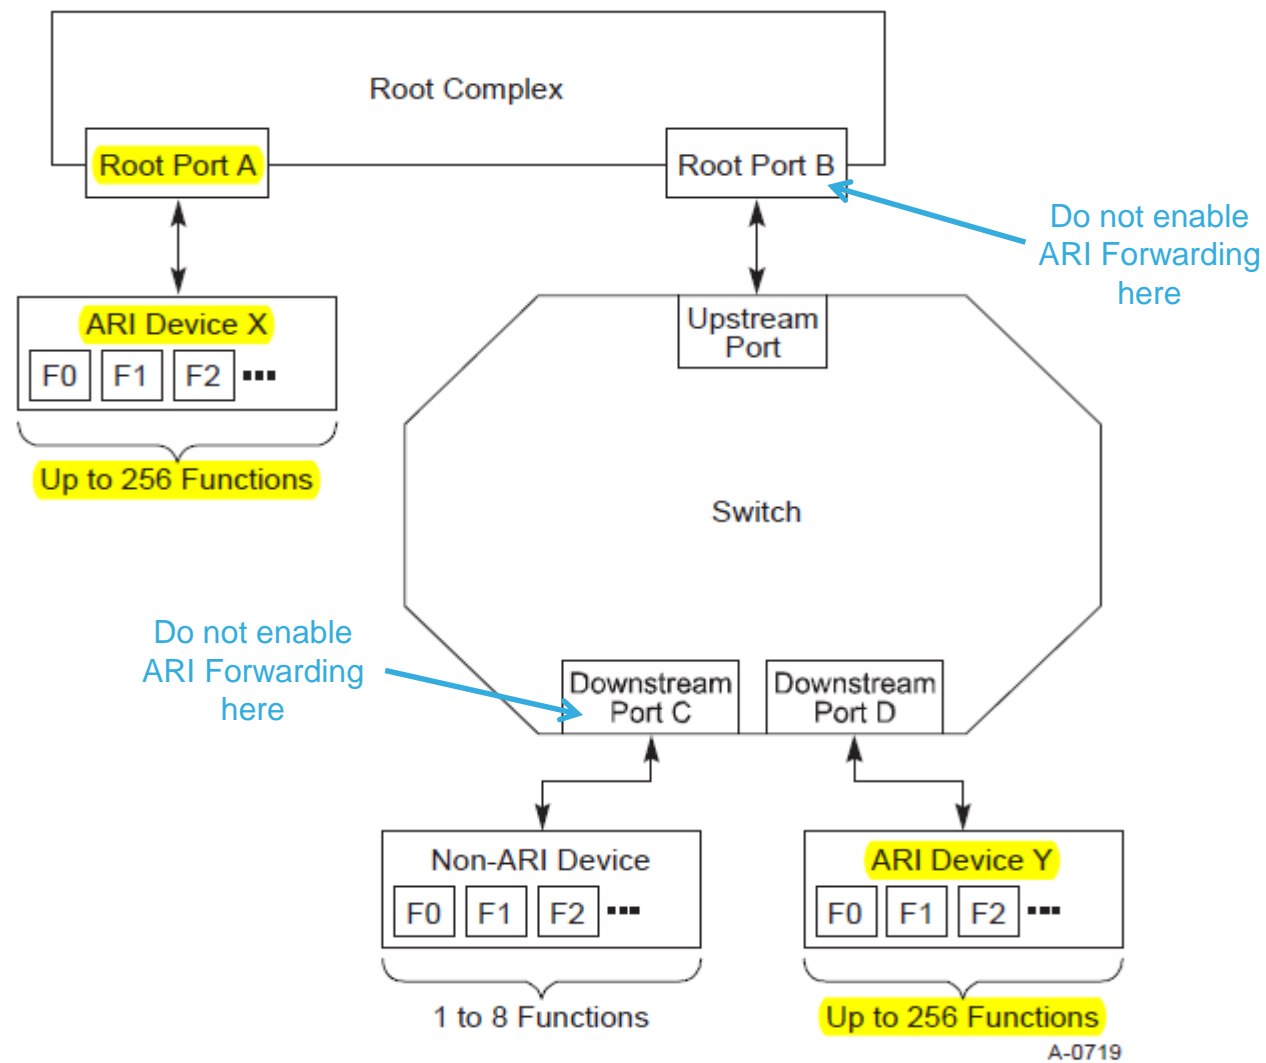 Root Complex
Root Port A
Root Port B
Do not enable
ARI Forwarding
here
ARI Device X
F0 F1 F2 ...
Up to 256 Functions
Upstream
Port
Switch
Do not enable
ARI Forwarding
here
Downstream
Port C
Downstream
Port D
Non-ARI Device
F0 F1 F2 ...
1 to 8 Functions
ARI Device Y
F0 F1 F2 ...
Up to 256 Functions
A-0719